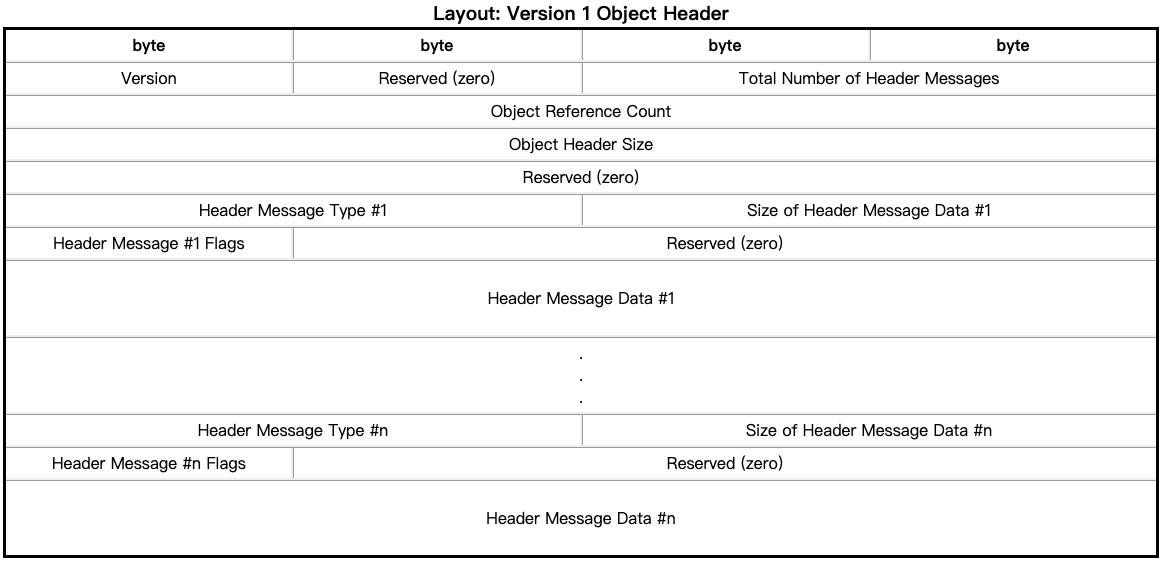 Layout: Version 1 Object Header
byte byte byte byte
Version Reserved (zero) Total Number of Header Messages
Object Reference Count
Object Header Size
Reserved (zero)
Header Message Type #1 Size of Header Message Data #1
Header Message #1 Flags Reserved (zero)
Header Message Data #1
.
.
.
Header Message Type #n Size of Header Message Data #n
Header Message #n Flags Reserved (zero)
Header Message Data #n